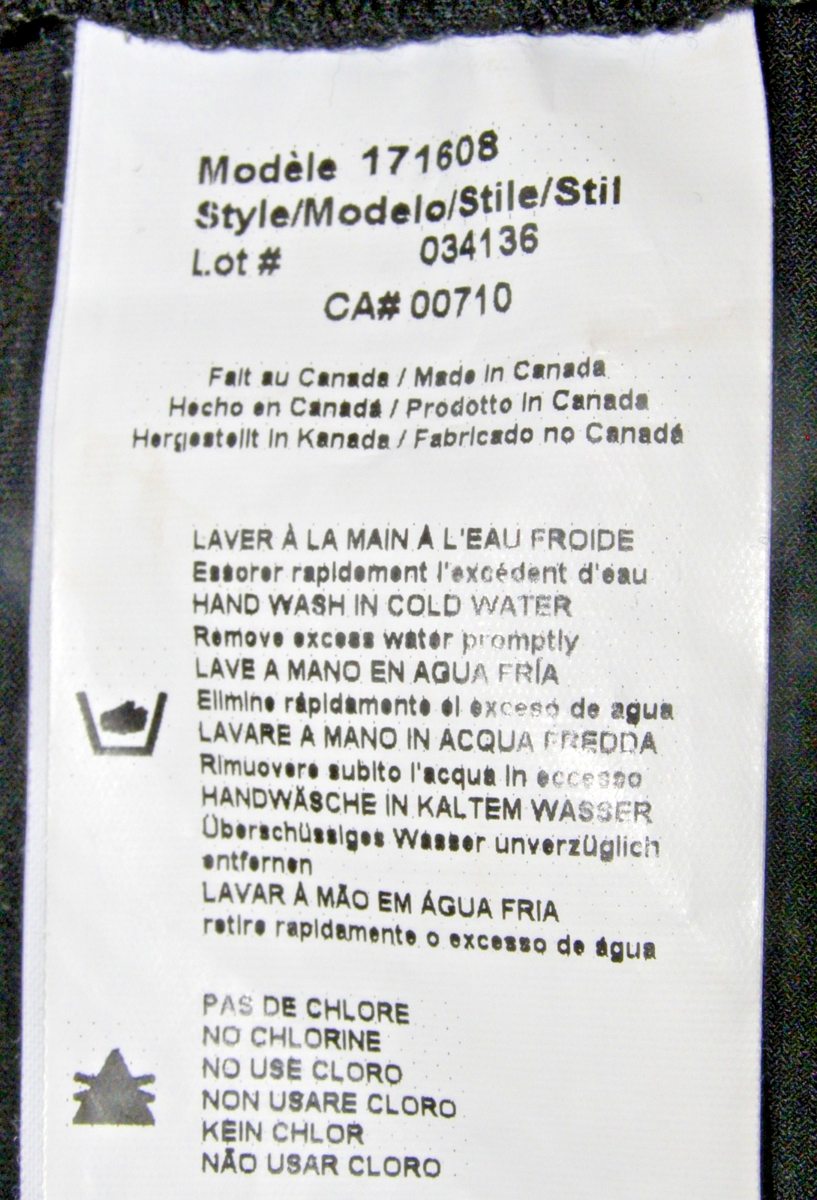 Modèle 171608
Style/Modelo/Stile/Stil
Lot # 034136
CA# 00710
Fait au Canada / Made in Canada
Hecho en Canadá / Prodotto in Canada
Hergestellt in Kanada / Fabricado no Canadá
LAVER À LA MAIN À L'EAU FROIDE
Essorer rapidement l'excédent d'eau
HAND WASH IN COLD WATER
Remove excess water promptly
LAVE A MANO EN AGUA FRÍA
Elimine rápidamente el exceso de agua
LAVARE A MANO IN ACQUA FREDDA
Rimuovere subito l'acqua in eccesso
HANDWÄSCHE IN KALTEM WASSER
Überschüssiges Wasser unverzüglich
entfernen
LAVAR À MÃO EM ÁGUA FRIA
retire rapidamente o excesso de água
PAS DE CHLORE
NO CHLORINE
NO USE CLORO
NON USARE CLORO
KEIN CHLOR
NÃO USAR CLORO